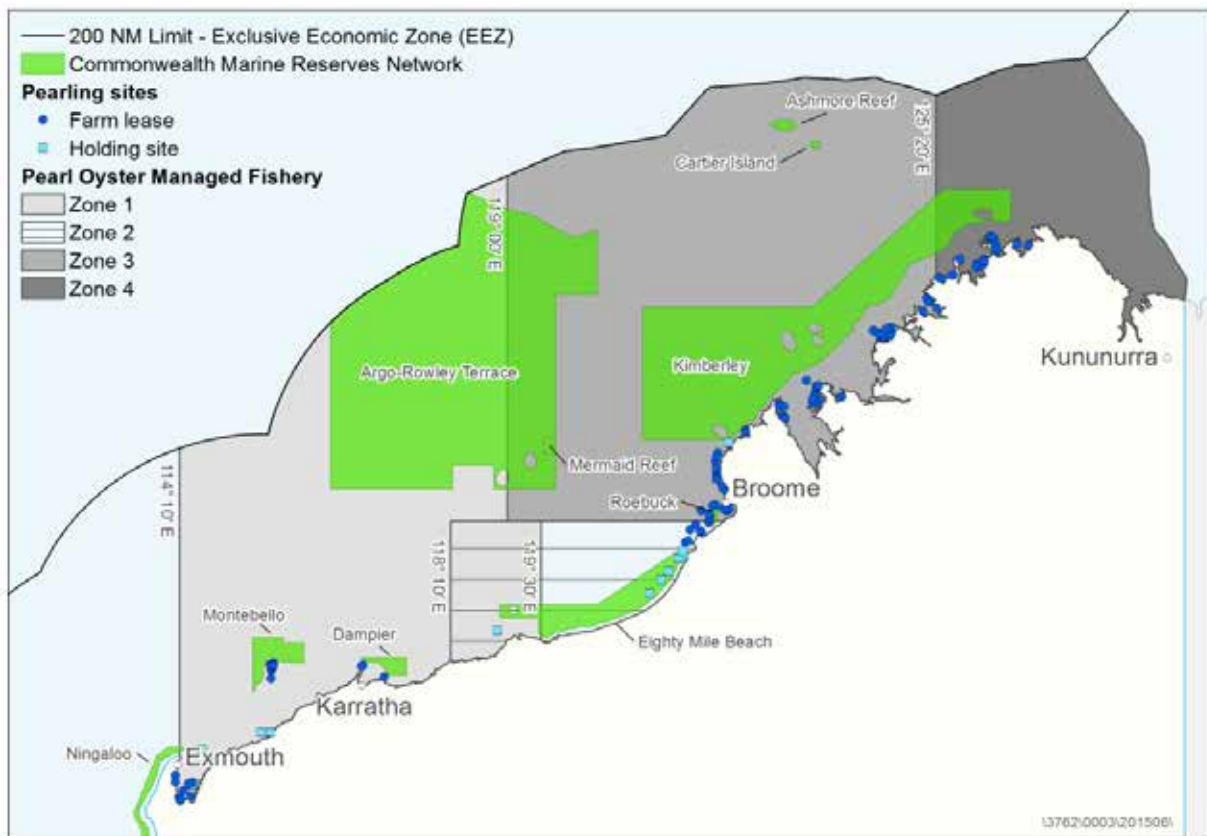 200 NM Limit - Exclusive Economic Zone (EEZ)
Commonwealth Marine Reserves Network
Pearling sites
Farm lease
Holding site
Pearl Oyster Managed Fishery
Zone 1
Zone 2
Zone 3
Zone 4
Ashmore Reef
Cartier Island
125° 20' E
119° 00' E
Argo-Rowley Terrace
Kimberley
Kununurra
Mermaid Reef
114° 10' E
Broome
Roebuck
118° 10' E
119° 30' E
Montebello
Dampier
Eighty Mile Beach
Karratha
Ningaloo
Exmouth
\3762\0003\201506\